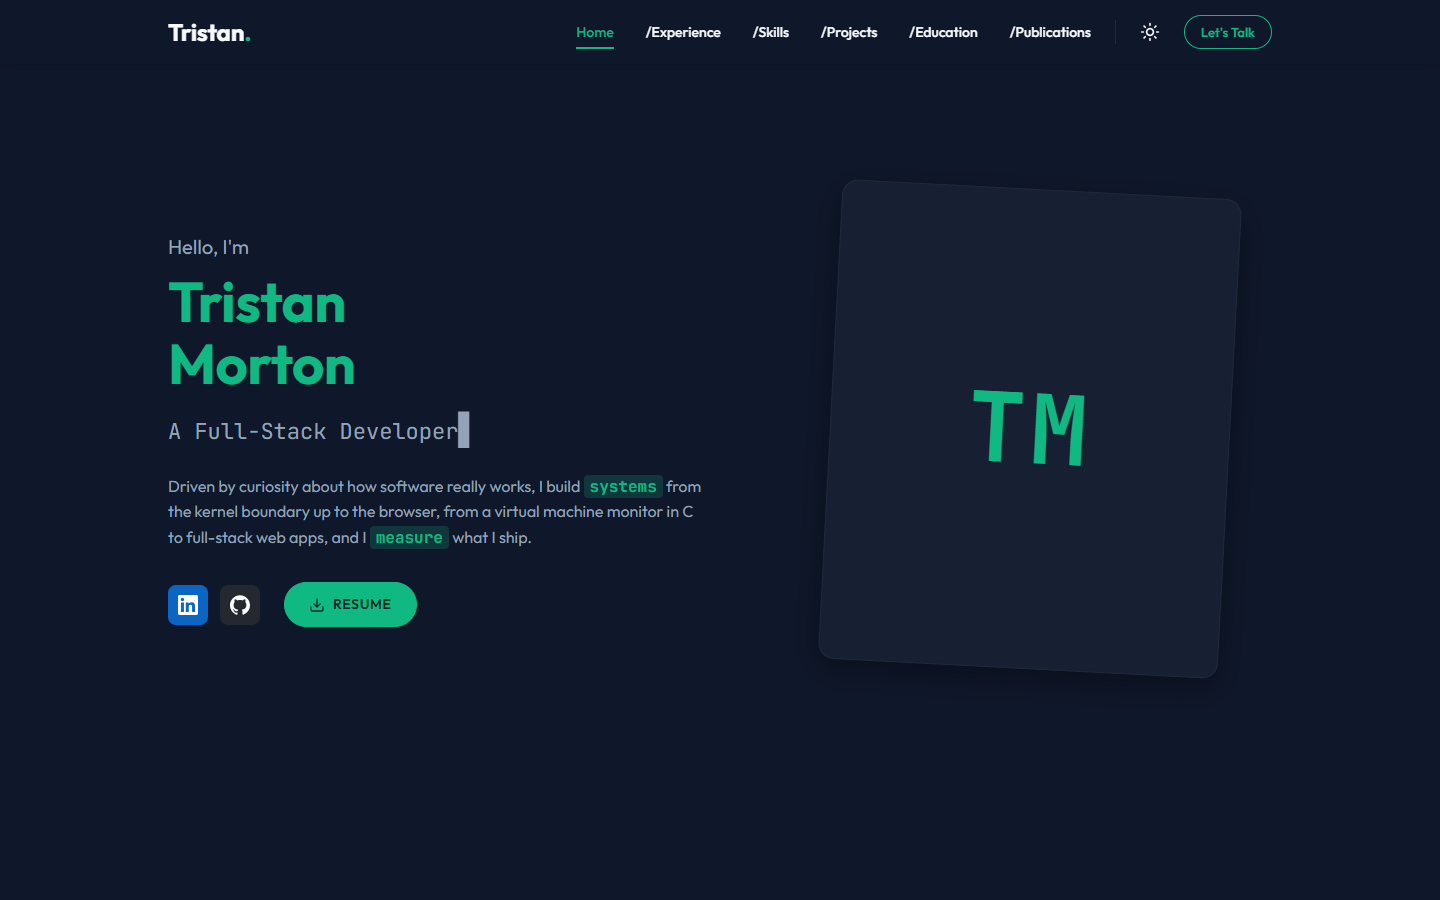 Tristan.
Home /Experience /Skills /Projects /Education /Publications Let's Talk
Hello, I'm
Tristan
Morton
A Full-Stack Developer
Driven by curiosity about how software really works, I build systems from
the kernel boundary up to the browser, from a virtual machine monitor in C
to full-stack web apps, and I measure what I ship.
in
RESUME
TM